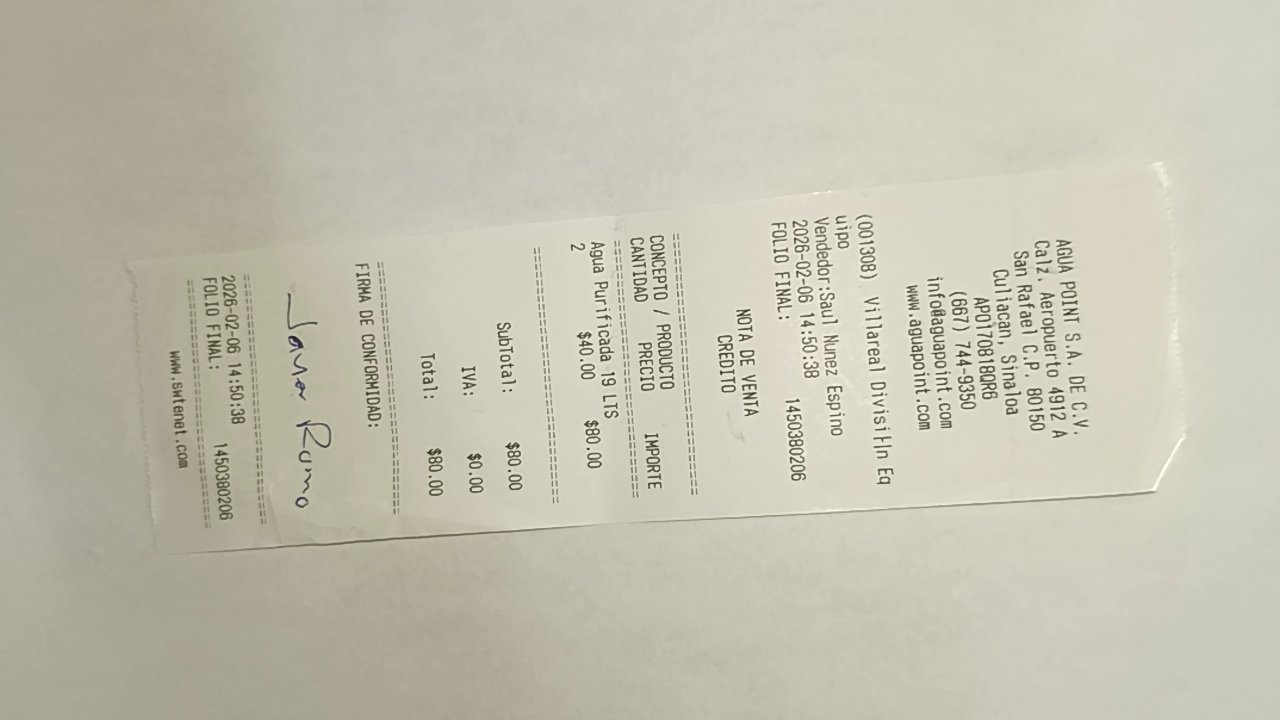 AGUA POINT S.A. DE C.V.
Calz. Aeropuerto 4912 A
San Rafael C.P. 80150
Culiacan, Sinaloa
APO170818QR6
(667) 744-9350
info@aguapoint.com
www.aguapoint.com
(001308) Villareal Divisi├│n Eq
uipo
Vendedor:Saul Nunez Espino
2026-02-06 14:50:38
FOLIO FINAL: 1450380206
NOTA DE VENTA
CREDITO
==============================
CONCEPTO / PRODUCTO
CANTIDAD PRECIO IMPORTE
==============================
Agua Purificada 19 LTS
2 $40.00 $80.00
==============================
SubTotal: $80.00
IVA: $0.00
Total: $80.00
==============================
FIRMA DE CONFORMIDAD:
Romo
==============================
2026-02-06 14:50:38
FOLIO FINAL: 1450380206
==============================
www.swtenet.com